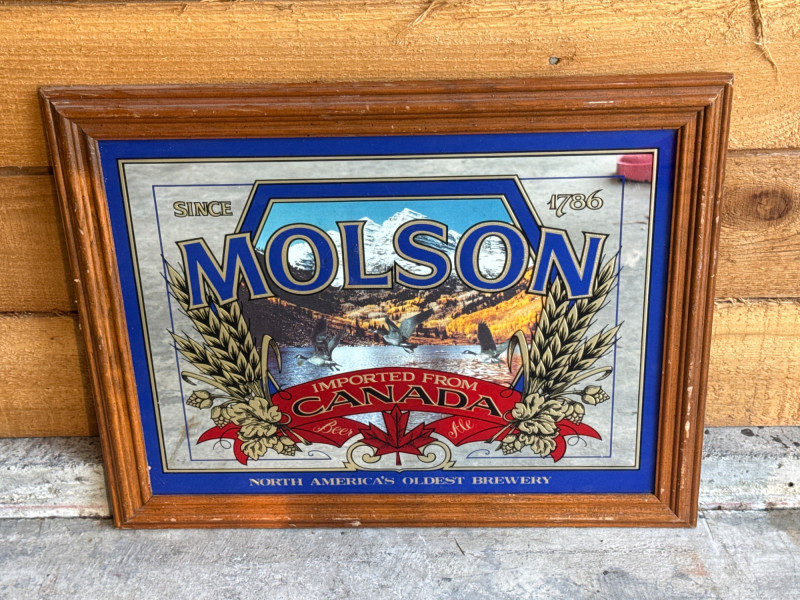 SINCE 1786
MOLSON
IMPORTED FROM
CANADA
Beer Ale
NORTH AMERICA'S OLDEST BREWERY